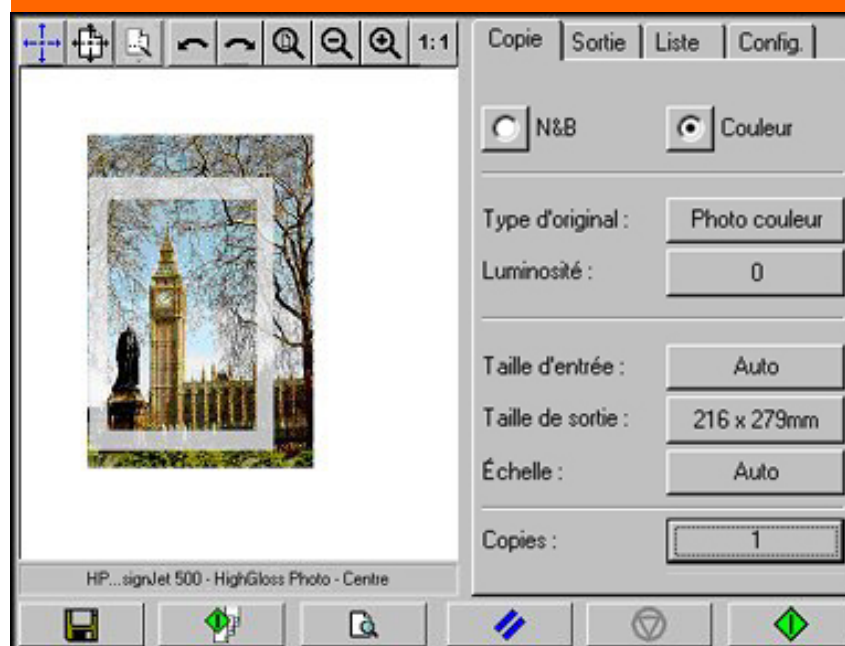 1:1
Copie Sortie Liste Config.
N&B Couleur
Type d'original : Photo couleur
Luminosité : 0
Taille d'entrée : Auto
Taille de sortie : 216 x 279mm
Échelle : Auto
Copies : 1
HP...signJet 500 - HighGloss Photo - Centre